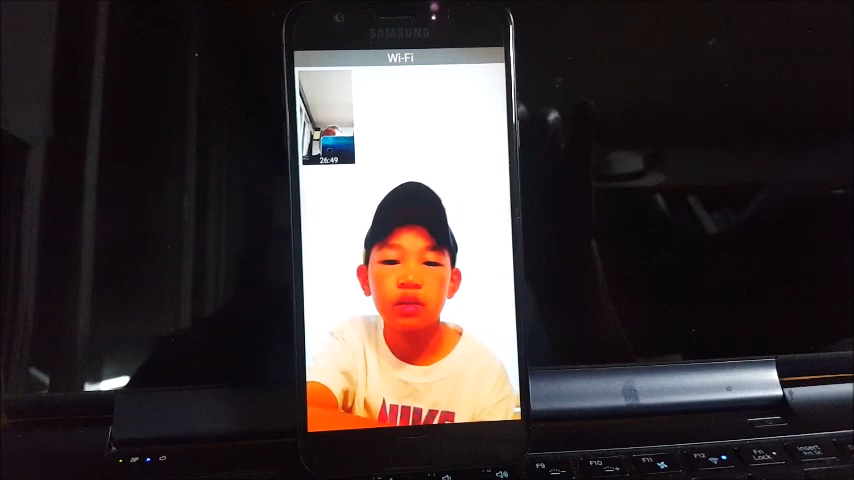 SAMSUNG
Wi-Fi
26:49
NIKE
F9
F10
F11
F12
Fn
Lock
Insert
Prt Sc